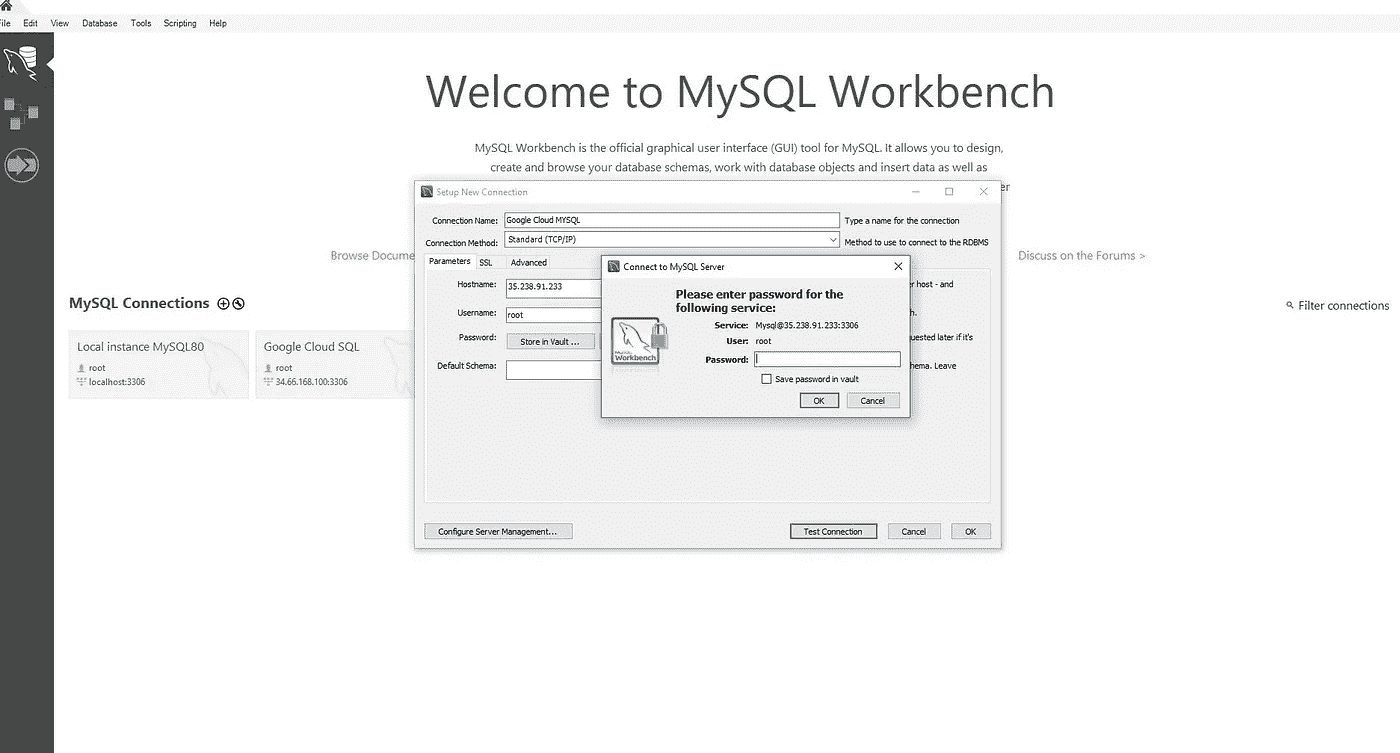 File Edit View Database Tools Scripting Help
Welcome to MySQL Workbench
MySQL Workbench is the official graphical user interface (GUI) tool for MySQL. It allows you to design,
create and browse your database schemas, work with database objects and insert data as well as
er
Browse Docume
Discuss on the Forums >
MySQL Connections
Filter connections
Local instance MySQL80
root
localhost:3306
Google Cloud SQL
root
34.66.168.100:3306
Setup New Connection
Connection Name: Google Cloud MYSQL Type a name for the connection
Connection Method: Standard (TCP/IP) Method to use to connect to the RDBMS
Parameters SSL Advanced
Hostname: 35.238.91.233 r host - and
Username: root h.
Password: Store in Vault ... uested later if it's
Default Schema: hema. Leave
Configure Server Management... Test Connection Cancel OK
Connect to MySQL Server
Please enter password for the
following service:
Service: Mysql@35.238.91.233:3306
User: root
Password:
Save password in vault
OK Cancel
MySQL
Workbench